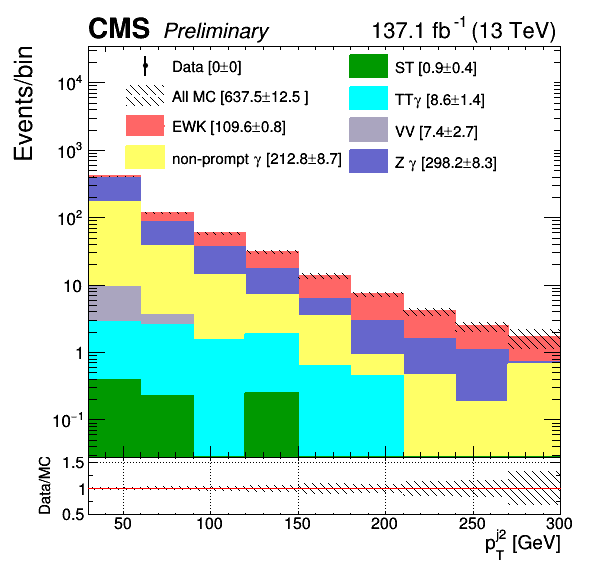 CMS Preliminary 137.1 fb⁻¹ (13 TeV)
Events/bin
Data [0±0]
All MC [637.5±12.5 ]
EWK [109.6±0.8]
non-prompt γ [212.8±8.7]
ST [0.9±0.4]
TTγ [8.6±1.4]
VV [7.4±2.7]
Z γ [298.2±8.3]
10⁴
10³
10²
10
1
10⁻¹
Data/MC
1.5
1
0.5
50 100 150 200 250 300
p_T^{j2} [GeV]